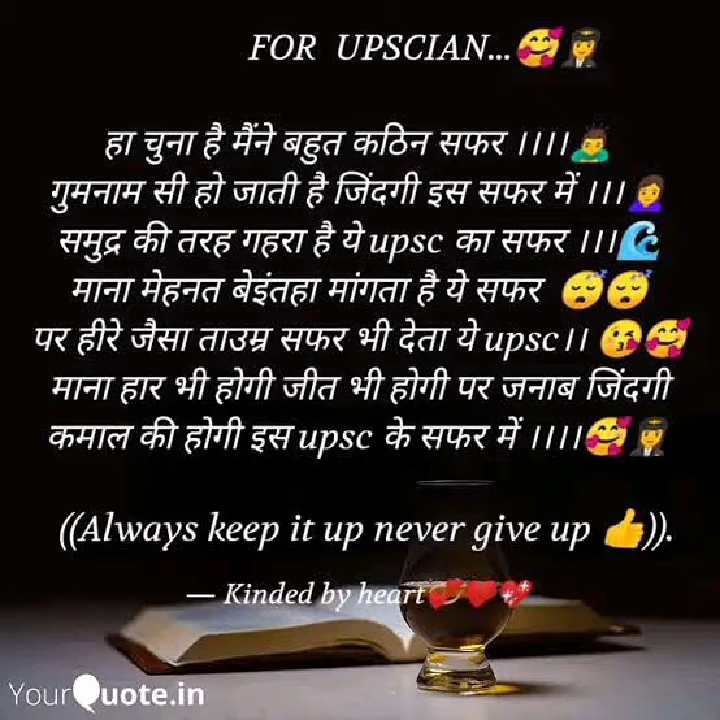 FOR UPSCIAN...🥰👩‍✈️
हा चुना है मैंने बहुत कठिन सफर ।।।।🙇
गुमनाम सी हो जाती है जिंदगी इस सफर में ।।।🤦‍♀️
समुद्र की तरह गहरा है ये upsc का सफर ।।।🌊
माना मेहनत बेइंतहा मांगता है ये सफर 😴😴
पर हीरे जैसा ताउम्र सफर भी देता ये upsc।। 😘🥰
माना हार भी होगी जीत भी होगी पर जनाब जिंदगी
कमाल की होगी इस upsc के सफर में ।।।।🥰👩‍✈️
((Always keep it up never give up 👍)).
— Kinded by heart💕❤️💖
YourQuote.in